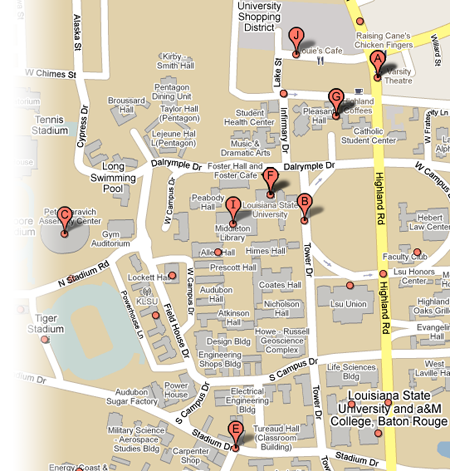 University
Shopping
District
J
Louie's Cafe
Raising Cane's
Chicken Fingers
Willard St
Alaska St
A
Varsity
Theatre
Kirby-
Smith Hall
W Chimes St
Lake St
G
Highland
Coffees
Pleasant
Hall
Cypress Dr
Broussard
Hall
Pentagon
Dining Unit
Taylor Hall
(Pentagon)
Student
Health Center
Infirmary Dr
Tennis
Stadium
Lejeune Hal
L(Pentagon)
Catholic
Student Center
Music &
Dramatic Arts
Long
Swimming
Pool
Dalrymple Dr
Foster Hall and
Foster Cafe
Dalrymple Dr
W Campus Dr
F
Highland Rd
Peabody
Hall
Louisiana State
University
I
B
C
Pete Maravich
Assembly Center
Middleton
Library
Hebert Law
Center
Gym
Auditorium
Allen Hall
Himes Hall
Tower Dr
Faculty Club
N Stadium Rd
Lockett Hall
Prescott Hall
Lsu Honors
Center
W Campus Dr
Coates Hall
Lsu Union
Highland Rd
KLSU
Powerhouse Ln
Audubon
Hall
Nicholson
Hall
Highland
Oaks Grill
Tiger
Stadium
Field House Dr
Atkinson
Hall
Evangeline
Hall
Howe - Russell
Geoscience
Complex
Design Bldg
Engineering
Shops Bldg
Life Sciences
Bldg
West
Laville Hall
S Campus Dr
Stadium Dr
Power
House
Audubon
Sugar Factory
Electrical
Engineering
Bldg
Tower Dr
Louisiana State
University and a&M
College, Baton Rouge
S Campus Dr
E
Military Science
- Aerospace
Studies Bldg
Stadium Dr
Tureaud Hall
(Classroom
Building)
Carpenter
Shop
Energy Coast &